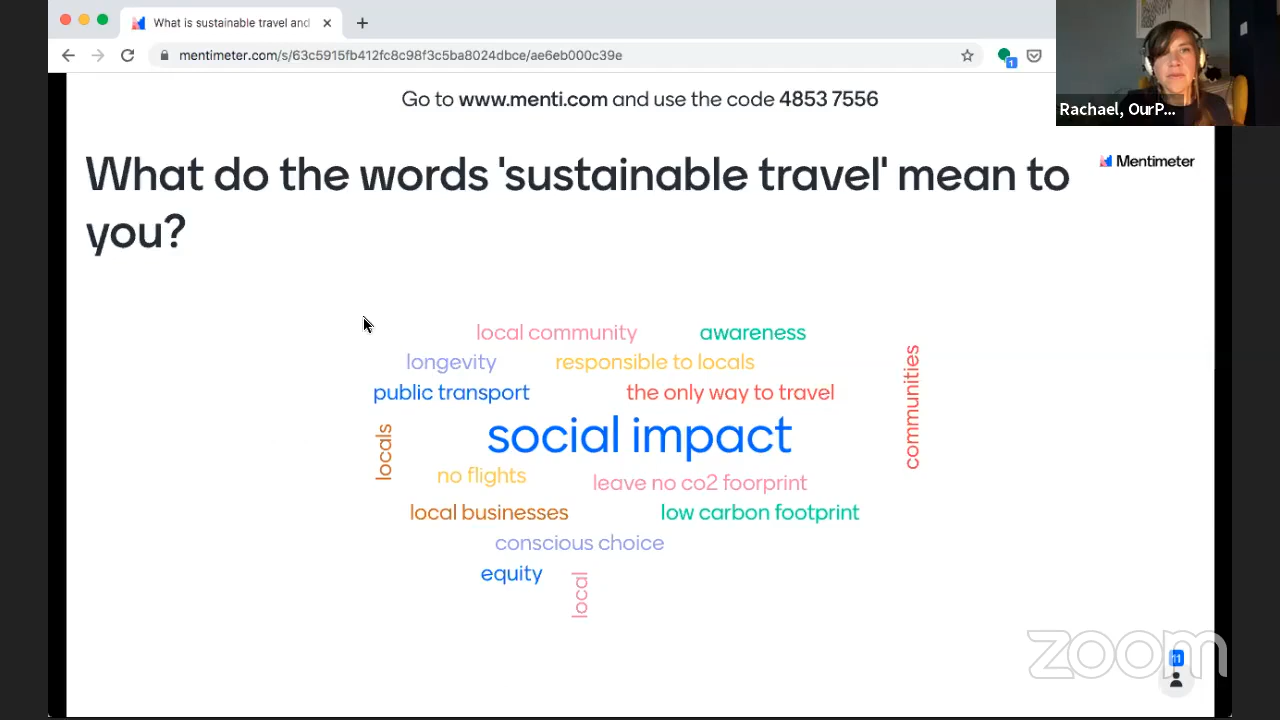 What is sustainable travel and
mentimeter.com/s/63c5915fb412fc8c98f3c5ba8024dbce/ae6eb000c39e
1
Rachael, OurP...
Go to www.menti.com and use the code 4853 7556
Mentimeter
What do the words 'sustainable travel' mean to
you?
local community
awareness
longevity
responsible to locals
communities
public transport
the only way to travel
locals
social impact
no flights
leave no co2 foorprint
local businesses
low carbon footprint
conscious choice
equity
local
zoom
11